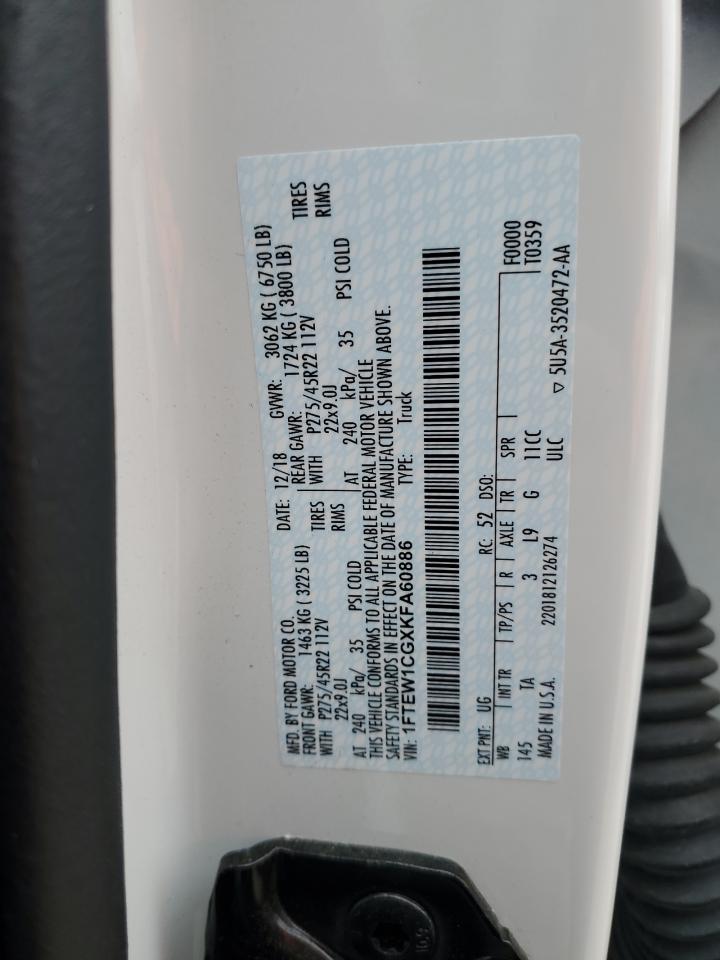 MFD. BY FORD MOTOR CO. DATE: 12/18 GVWR: 3062 KG ( 6750 LB)
FRONT GAWR: 1463 KG ( 3225 LB) REAR GAWR: 1724 KG ( 3800 LB)
WITH P275/45R22 112V TIRES WITH P275/45R22 112V TIRES
22x9.0J RIMS 22x9.0J RIMS
AT 240 kPa/ 35 PSI COLD AT 240 kPa/ 35 PSI COLD
THIS VEHICLE CONFORMS TO ALL APPLICABLE FEDERAL MOTOR VEHICLE
SAFETY STANDARDS IN EFFECT ON THE DATE OF MANUFACTURE SHOWN ABOVE.
VIN: 1FTEW1CGXKFA60886 TYPE: Truck
EXT PNT: UG RC: 52 DSO: F0000
WB INT TR TP/PS R AXLE TR SPR T0359
145 TA 3 L9 G 11CC
MADE IN U.S.A. 2201812126274 ULC
▽ 5U5A-3520472-AA
169